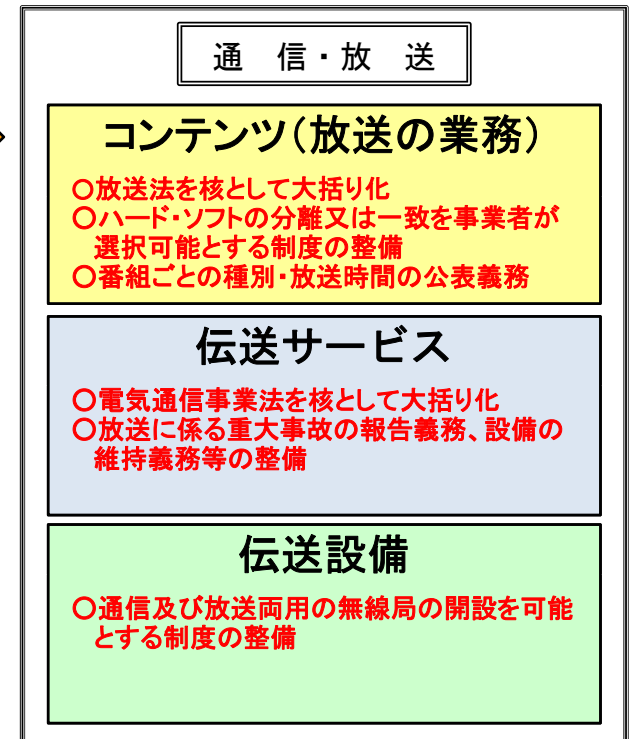 通 信・放 送
コンテンツ(放送の業務)
○放送法を核として大括り化
○ハード・ソフトの分離又は一致を事業者が
選択可能とする制度の整備
○番組ごとの種別・放送時間の公表義務
伝送サービス
○電気通信事業法を核として大括り化
○放送に係る重大事故の報告義務、設備の
維持義務等の整備
伝送設備
○通信及び放送両用の無線局の開設を可能
とする制度の整備